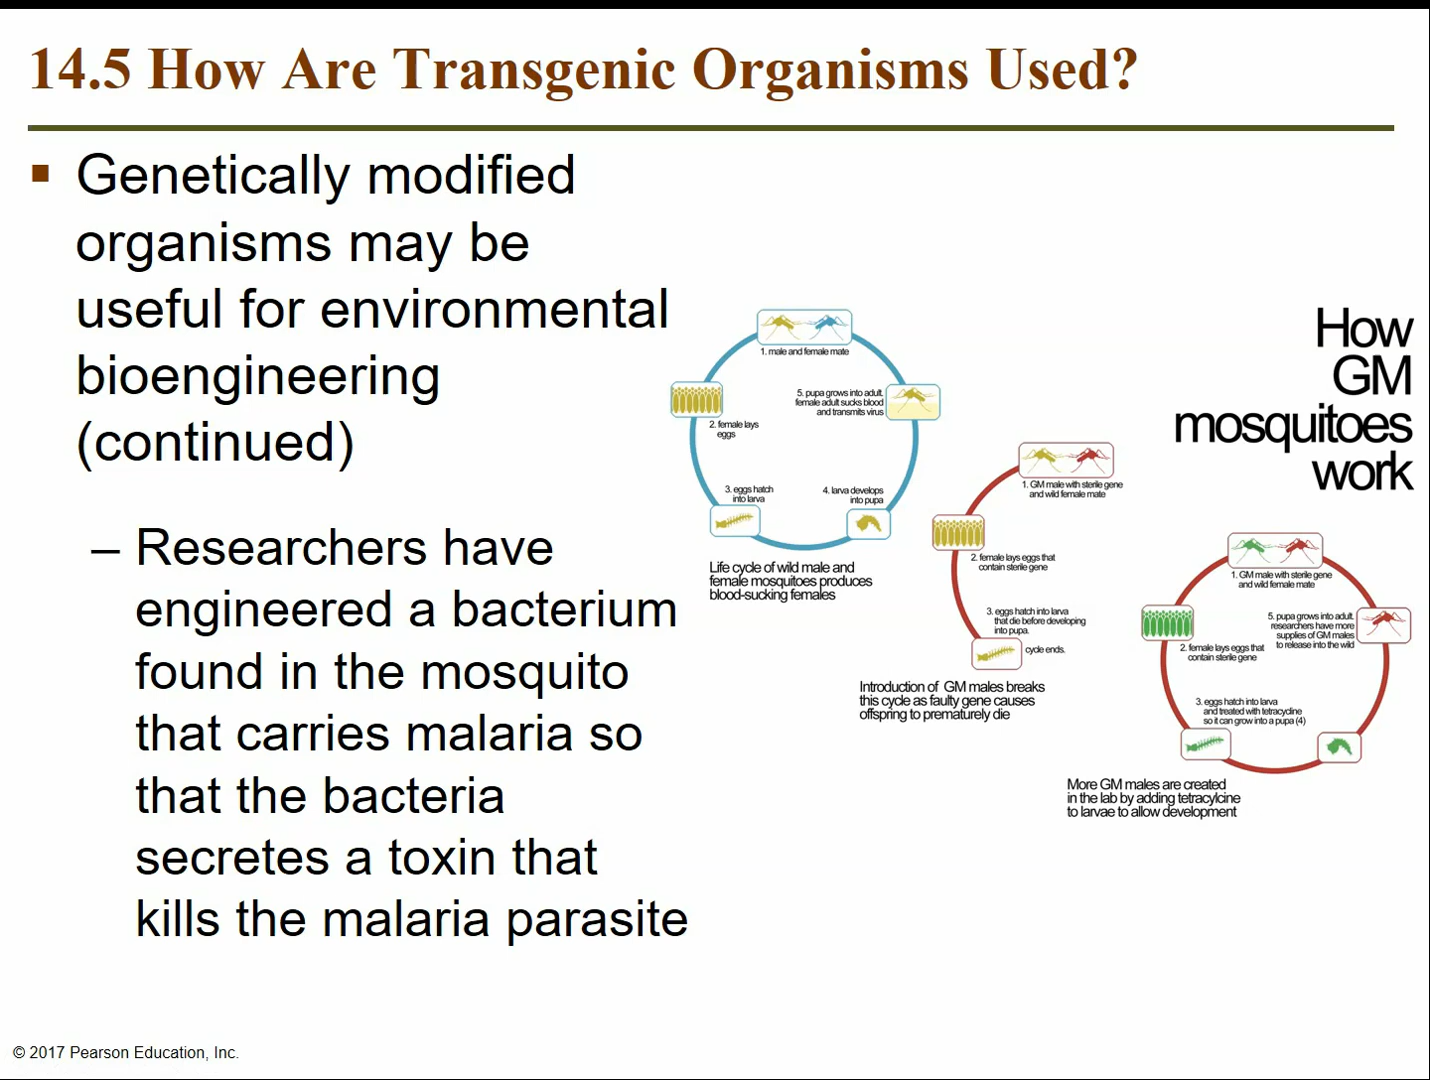 14.5 How Are Transgenic Organisms Used?
Genetically modified
organisms may be
useful for environmental
bioengineering
(continued)
– Researchers have
engineered a bacterium
found in the mosquito
that carries malaria so
that the bacteria
secretes a toxin that
kills the malaria parasite
How
GM
mosquitoes
work
1. male and female mate
2. female lays
eggs
3. eggs hatch
into larva
4. larva develops
into pupa
5. pupa grows into adult.
female adult sucks blood
and transmits virus
Life cycle of wild male and
female mosquitoes produces
blood-sucking females
1. GM male with sterile gene
and wild female mate
2. female lays eggs that
contain sterile gene
3. eggs hatch into larva
that die before developing
into pupa.
cycle ends.
Introduction of GM males breaks
this cycle as faulty gene causes
offspring to prematurely die
1. GM male with sterile gene
and wild female mate
2. female lays eggs that
contain sterile gene
3. eggs hatch into larva
and treated with tetracycline
so it can grow into a pupa (4)
5. pupa grows into adult.
researchers have more
supplies of GM males
to release into the wild
More GM males are created
in the lab by adding tetracylcine
to larvae to allow development
© 2017 Pearson Education, Inc.